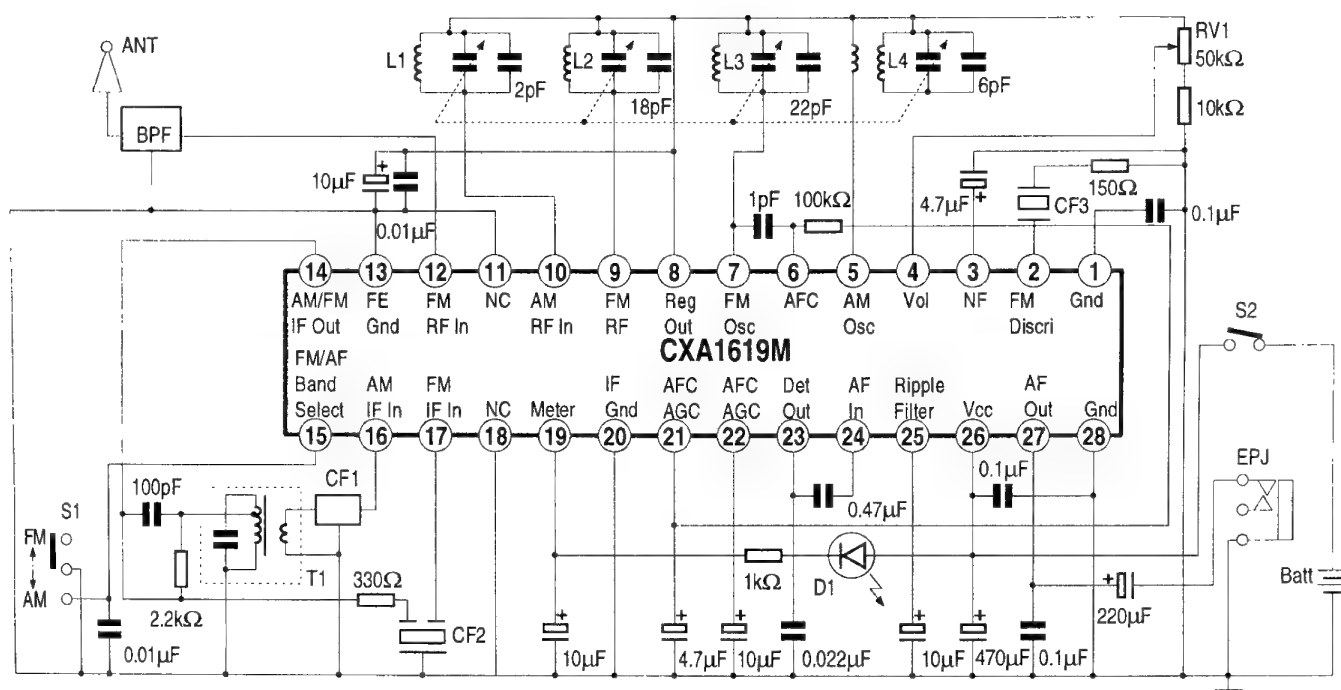 ANT
BPF
L1
2pF
L2
18pF
L3
22pF
L4
6pF
RV1
50kΩ
10kΩ
10µF
+
0.01µF
1pF
100kΩ
4.7µF
+
CF3
150Ω
0.1µF
14 13 12 11 10 9 8 7 6 5 4 3 2 1
AM/FM IF Out
FE Gnd
FM RF In
NC
AM RF In
FM RF
Reg Out
FM Osc
AFC
AM Osc
Vol
NF
FM Discri
Gnd
CXA1619M
FM/AF Band Select
AM IF In
FM IF In
NC
Meter
IF Gnd
AFC AGC
AFC AGC
Det Out
AF In
Ripple Filter
Vcc
AF Out
Gnd
15 16 17 18 19 20 21 22 23 24 25 26 27 28
S2
EPJ
Batt
S1
FM
AM
100pF
CF1
T1
2.2kΩ
330Ω
CF2
0.01µF
0.47µF
0.1µF
1kΩ
D1
+
220µF
+
10µF
+
4.7µF
+
10µF
0.022µF
+
10µF
+
470µF
0.1µF